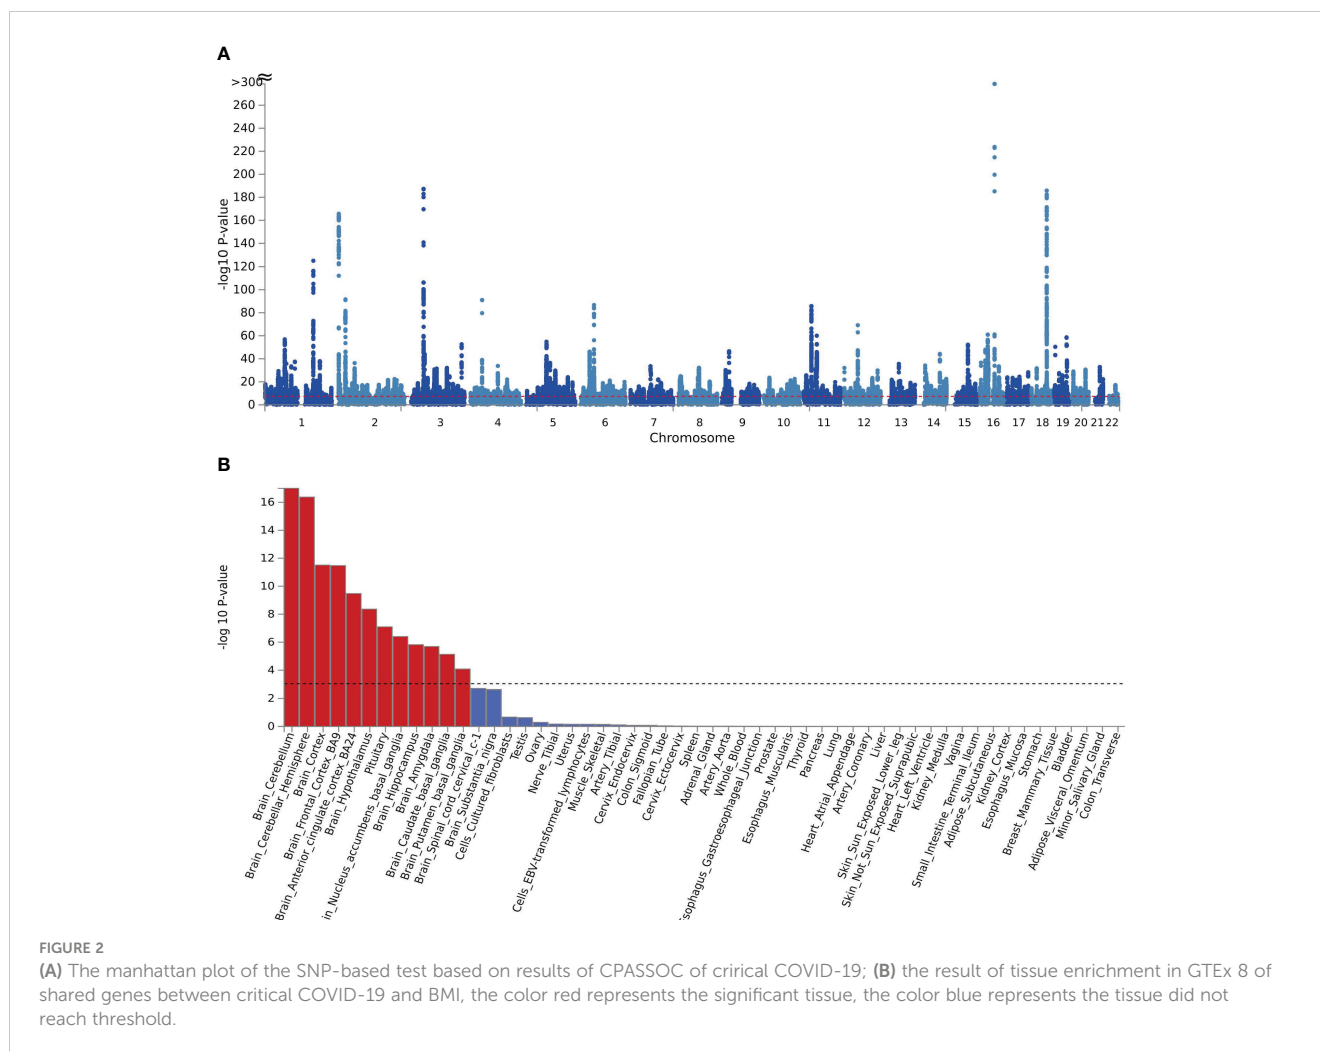 A
>300
260
240
220
200
180
160
140
120
100
80
60
40
20
0
-log10 P-value
1 2 3 4 5 6 7 8 9 10 11 12 13 14 15 16 17 18 19 20 21 22
Chromosome
B
16
14
12
10
8
6
4
2
0
-log 10 P-value
Brain_Cerebellum
Brain_Cerebellar_Hemisphere
Brain_Cortex
Brain_Frontal_Cortex_BA9
Brain_Anterior_cingulate_cortex_BA24
Brain_Hypothalamus
Pituitary
in_Nucleus_accumbens_basal_ganglia
Brain_Hippocampus
Brain_Amygdala
Brain_Caudate_basal_ganglia
Brain_Putamen_basal_ganglia
Brain_Spinal_cord_cervical_c-1
Brain_Substantia_nigra
Cells_Cultured_fibroblasts
Testis
Ovary
Nerve_Tibial
Uterus
Cells_EBV-transformed_lymphocytes
Muscle_Skeletal
Artery_Tibial
Cervix_Endocervix
Colon_Sigmoid
Fallopian_Tube
Cervix_Ectocervix
Spleen
Adrenal_Gland
Artery_Aorta
Whole_Blood
Esophagus_Gastroesophageal_Junction
Prostate
Esophagus_Muscularis
Thyroid
Pancreas
Lung
Heart_Atrial_Appendage
Artery_Coronary
Liver
Skin_Sun_Exposed_Lower_leg
Skin_Not_Sun_Exposed_Suprapubic
Heart_Left_Ventricle
Kidney_Medulla
Vagina
Small_Intestine_Terminal_Ileum
Adipose_Subcutaneous
Kidney_Cortex
Esophagus_Mucosa
Stomach
Breast_Mammary_Tissue
Bladder
Adipose_Visceral_Omentum
Minor_Salivary_Gland
Colon_Transverse
FIGURE 2
(A) The manhattan plot of the SNP-based test based on results of CPASSOC of crirical COVID-19; (B) the result of tissue enrichment in GTEx 8 of
shared genes between critical COVID-19 and BMI, the color red represents the significant tissue, the color blue represents the tissue did not
reach threshold.